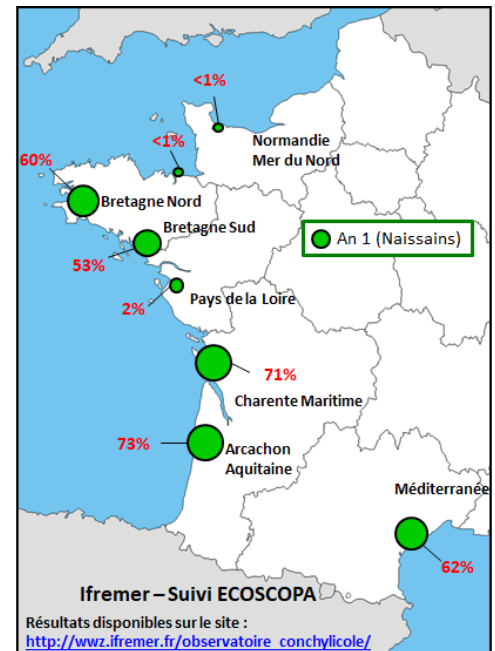 <1%
Normandie
Mer du Nord
<1%
60%
Bretagne Nord
Bretagne Sud
An 1 (Naissains)
53%
Pays de la Loire
2%
71%
Charente Maritime
73%
Arcachon
Aquitaine
Méditerranée
62%
Ifremer – Suivi ECOSCOPA
Résultats disponibles sur le site :
http://wwz.ifremer.fr/observatoire_conchylicole/